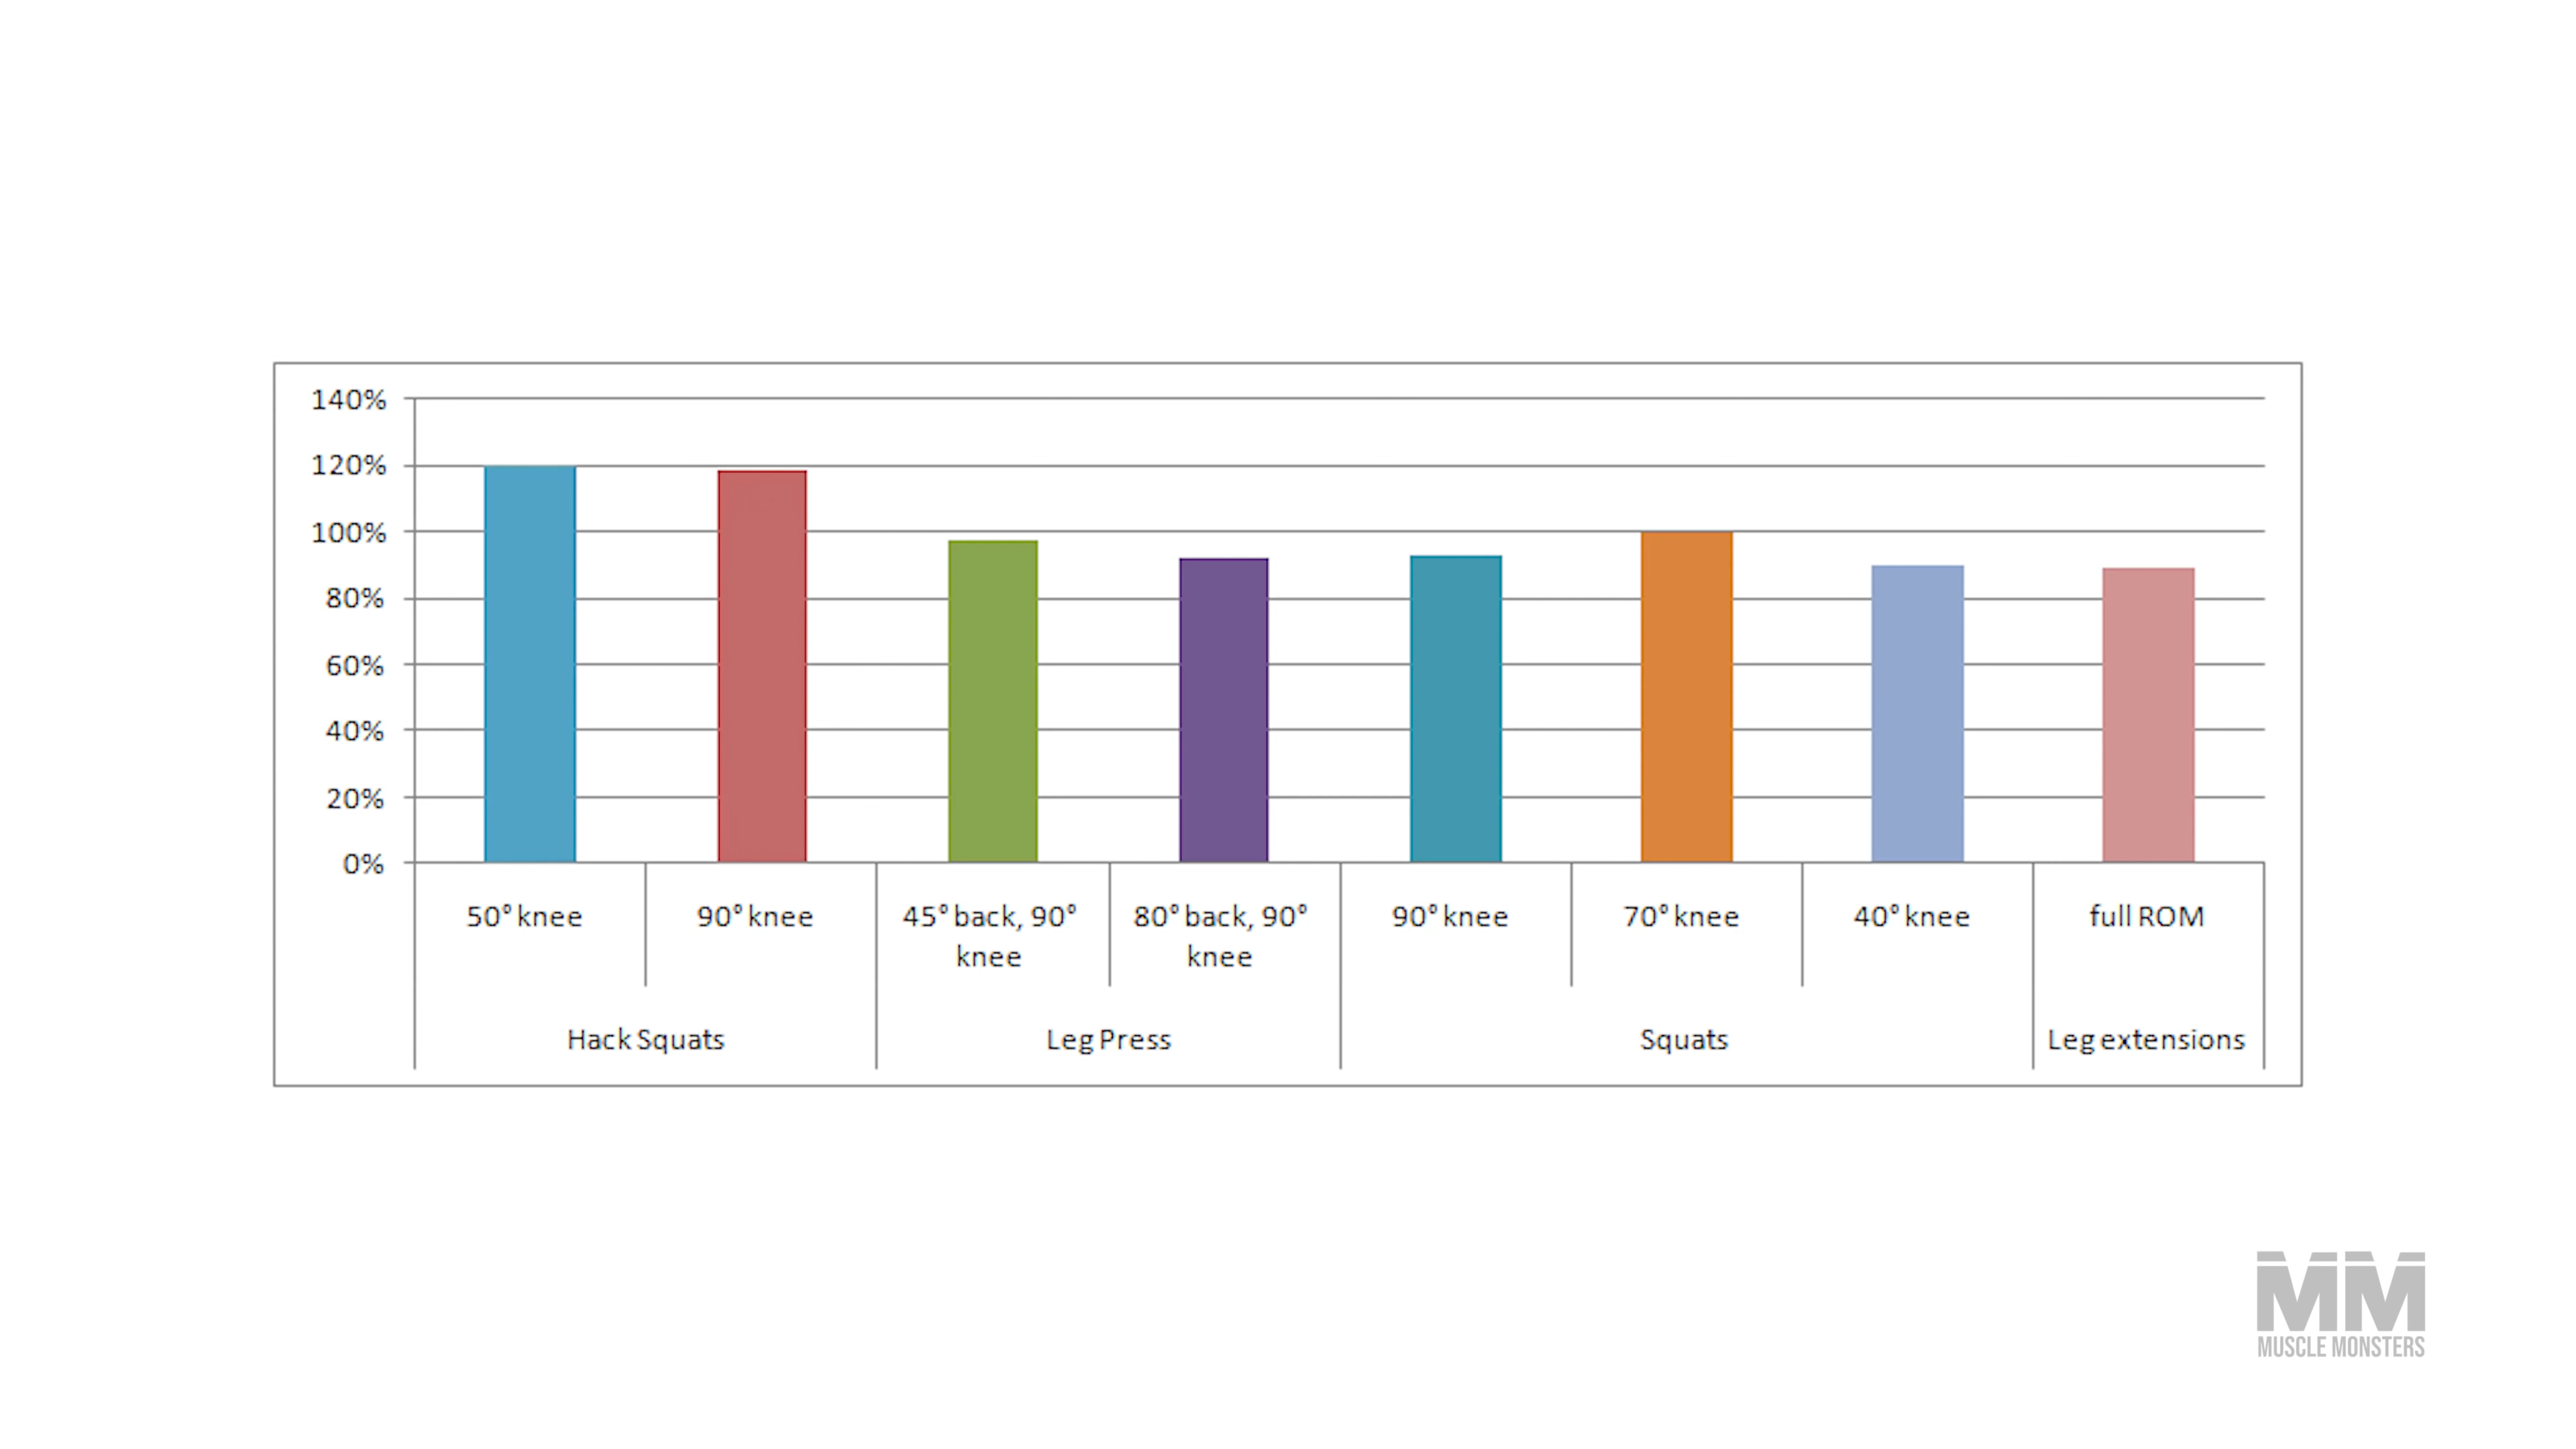 140%
120%
100%
80%
60%
40%
20%
0%
50° knee
90° knee
45° back, 90°
knee
80° back, 90°
knee
90° knee
70° knee
40° knee
full ROM
Hack Squats
Leg Press
Squats
Leg extensions
MM
MUSCLE MONSTERS